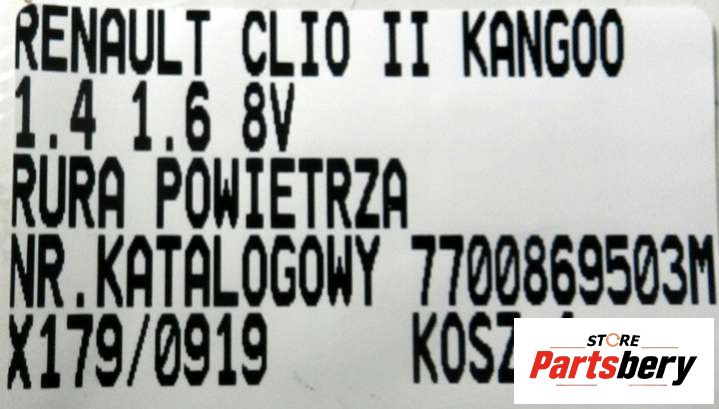 RENAULT CLIO II KANGOO
1.4 1.6 8V
RURA POWIETRZA
NR.KATALOGOWY 7700869503M
X179/0919
STORE
Partsbery